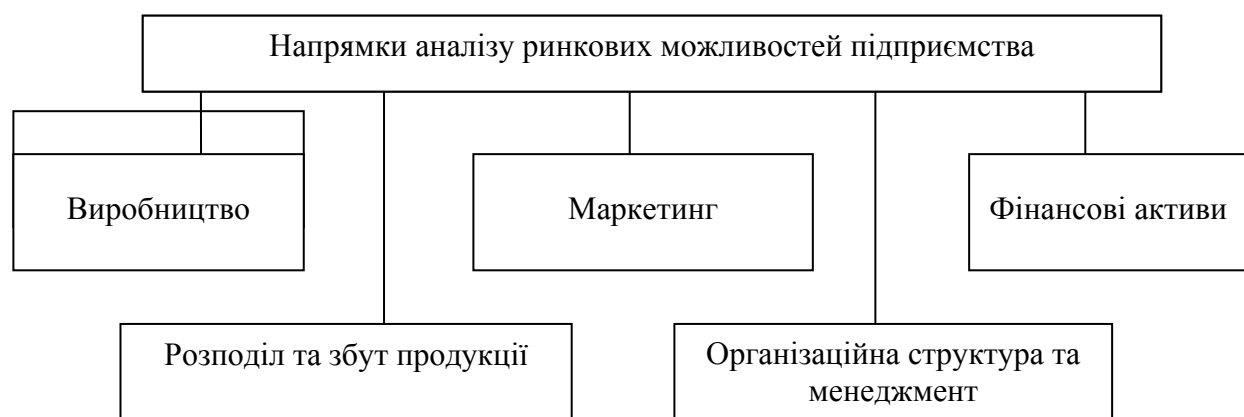 Напрямки аналізу ринкових можливостей підприємства
Виробництво
Маркетинг
Фінансові активи
Розподіл та збут продукції
Організаційна структура та
менеджмент